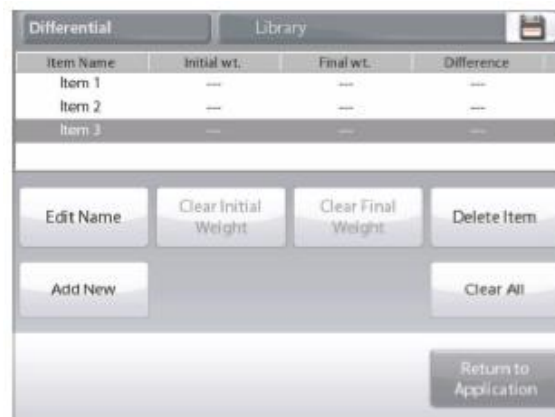 Differential Library
Item Name Initial wt. Final wt. Difference
Item 1 --- --- ---
Item 2 --- --- ---
Item 3 --- --- ---
Edit Name
Clear Initial
Weight
Clear Final
Weight
Delete Item
Add New
Clear All
Return to
Application